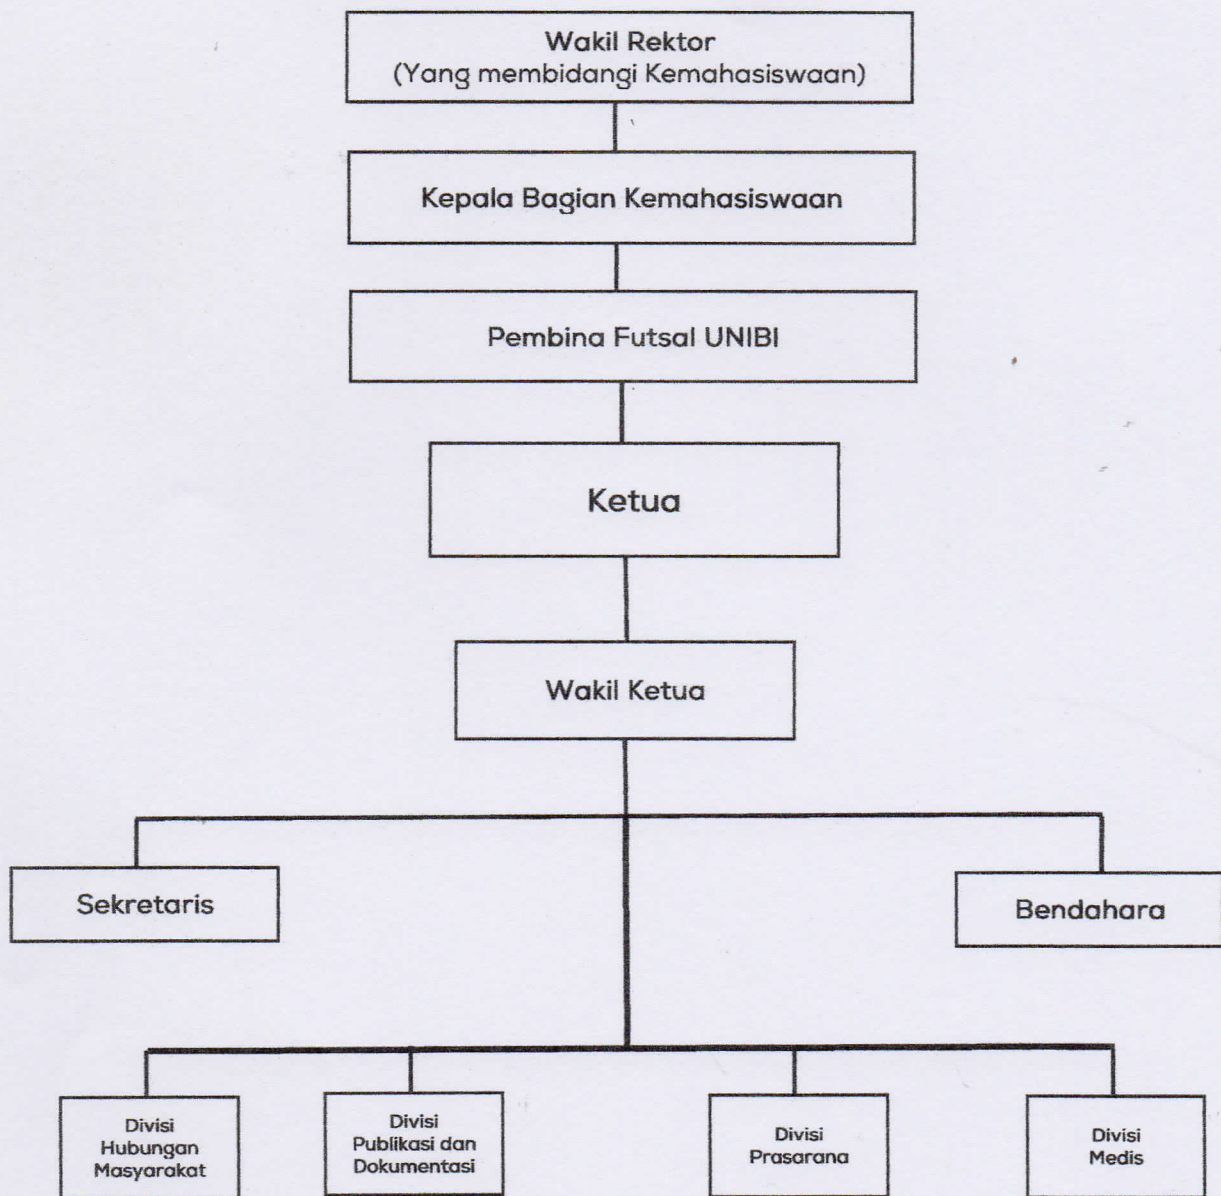 Wakil Rektor
(Yang membidangi Kemahasiswaan)
Kepala Bagian Kemahasiswaan
Pembina Futsal UNIBI
Ketua
Wakil Ketua
Sekretaris
Bendahara
Divisi
Hubungan
Masyarakat
Divisi
Publikasi dan
Dokumentasi
Divisi
Prasarana
Divisi
Medis